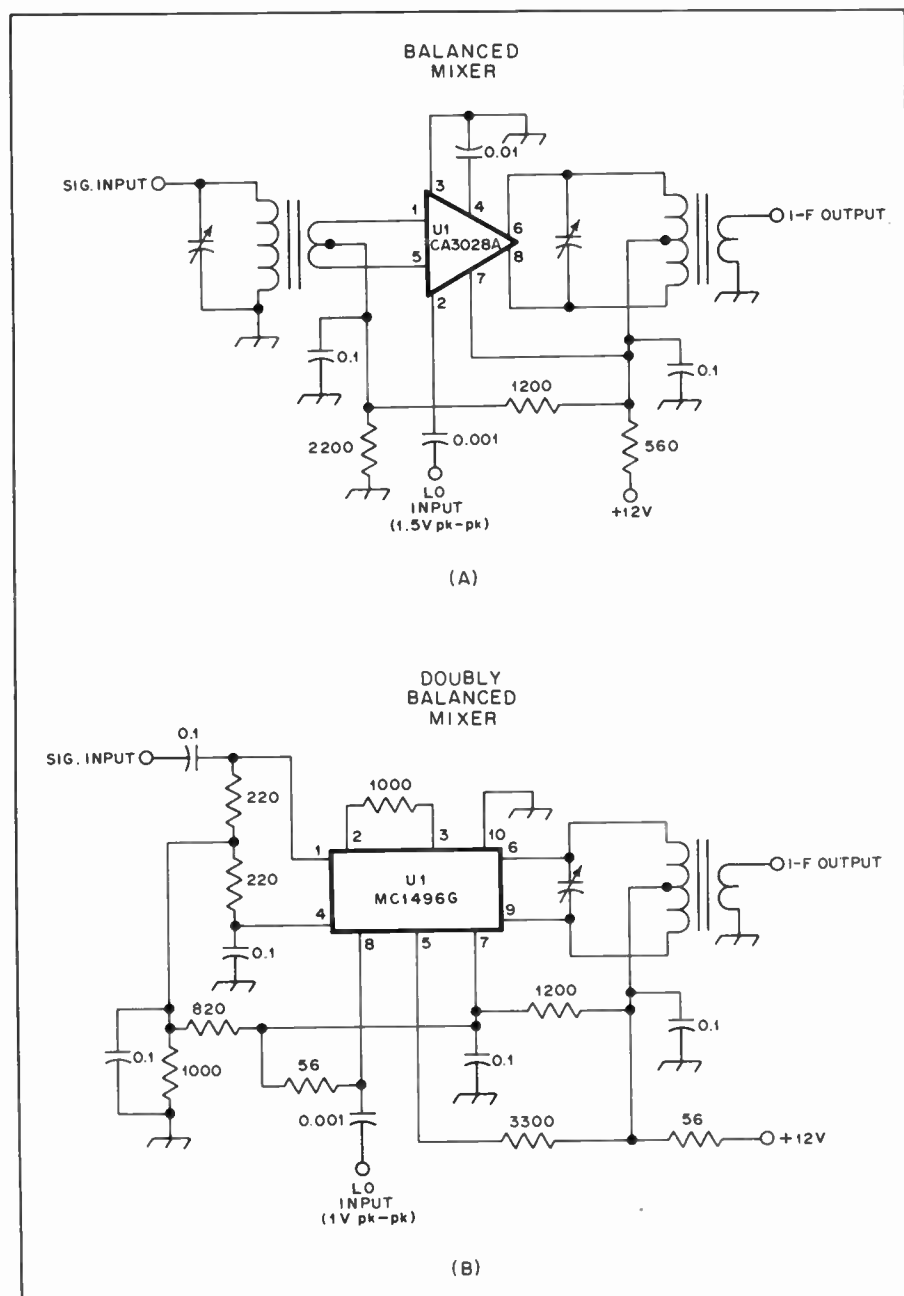 BALANCED
MIXER
0.01
SIG. INPUT
3
4
1
U1
CA3028A
6
8
I-F OUTPUT
5
7
2
0.1
0.1
1200
2200
0.001
560
LO
INPUT
(1.5V pk-pk)
+12V
(A)
DOUBLY
BALANCED
MIXER
0.1
SIG. INPUT
220
1000
2
3
10
6
1
U1
MC1496G
I-F OUTPUT
220
4
9
8
5
7
0.1
820
1200
0.1
0.1
1000
56
0.1
0.001
3300
56
+12V
LO
INPUT
(1V pk-pk)
(B)